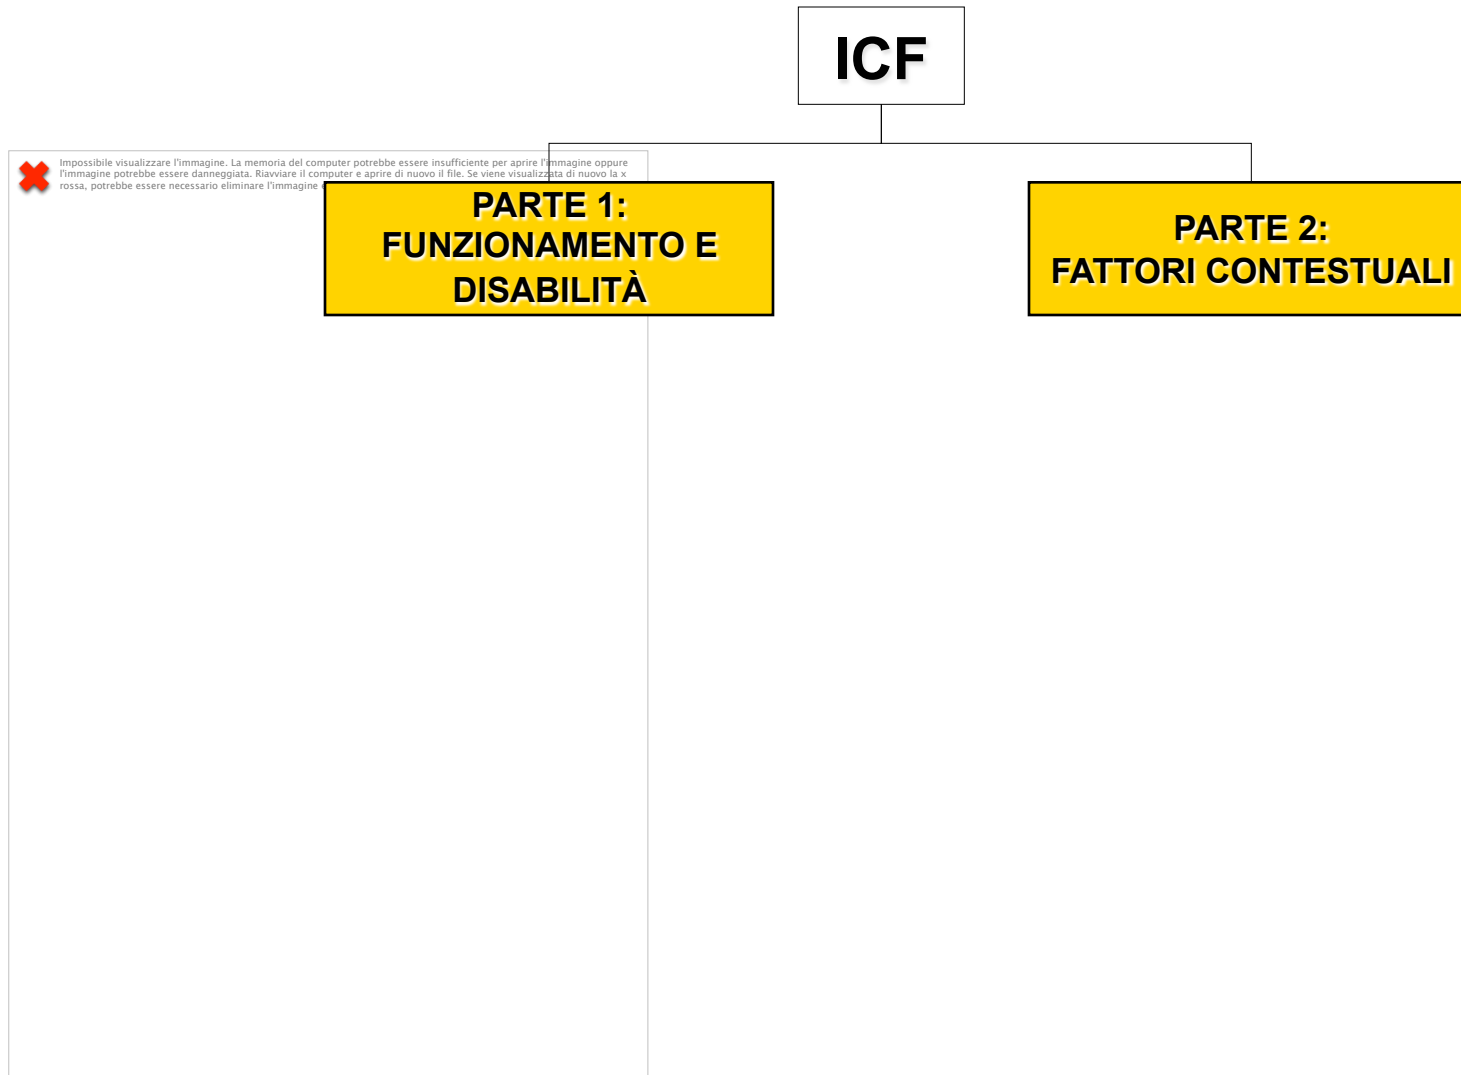 ICF
Impossibile visualizzare l'immagine. La memoria del computer potrebbe essere insufficiente per aprire l'immagine oppure
l'immagine potrebbe essere danneggiata. Riavviare il computer e aprire di nuovo il file. Se viene visualizzata di nuovo la x
rossa, potrebbe essere necessario eliminare l'immagine
PARTE 1:
FUNZIONAMENTO E
DISABILITÀ
PARTE 2:
FATTORI CONTESTUALI